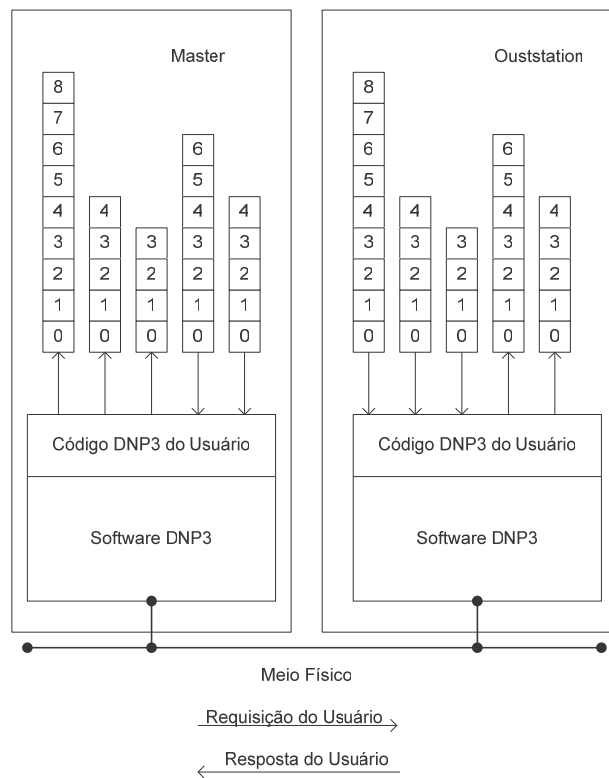 Master Ouststation
8 8
7 7
6 6 6 6
5 5 5 5
4 4 4 4 4 4 4 4
3 3 3 3 3 3 3 3 3 3
2 2 2 2 2 2 2 2 2 2
1 1 1 1 1 1 1 1 1 1
0 0 0 0 0 0 0 0 0 0
Código DNP3 do Usuário Código DNP3 do Usuário
Software DNP3 Software DNP3
Meio Físico
Requisição do Usuário
Resposta do Usuário